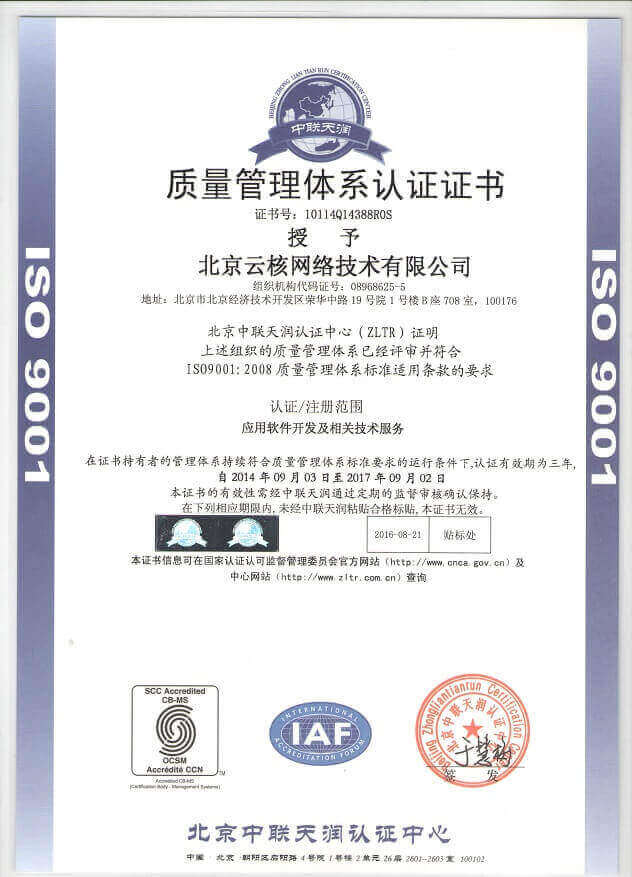 BEIJING ZHONG LIAN TIAN RUN CERTIFICATION CENTER
中联天润
质量管理体系认证证书
证书号：10114Q14388R0S
授 予
北京云核网络技术有限公司
组织机构代码证号：08968625-5
地址：北京市北京经济技术开发区荣华中路 19 号院 1 号楼 B 座 708 室，100176
北京中联天润认证中心（ZLTR）证明
上述组织的质量管理体系已经评审并符合
ISO9001:2008 质量管理体系标准适用条款的要求
认证/注册范围
应用软件开发及相关技术服务
在证书持有者的管理体系持续符合质量管理体系标准要求的运行条件下,认证有效期为三年,
自 2014 年 09 月 03 日至 2017 年 09 月 02 日
本证书的有效性需经中联天润通过定期的监督审核确认保持。
在下列相应期限内,未经中联天润粘贴合格标贴,本证书无效。
2016-08-21 贴标处
本证书信息可在国家认证认可监督管理委员会官方网站（http://www.cnca.gov.cn）及
中心网站（http://www.zltr.com.cn）查询
ISO 9001
ISO 9001
SCC Accredited
CB-MS
OCSM
Accrédité CCN
TM
Accredited CB-MS
(Certification Body - Management Systems)
INTERNATIONAL
IAF
ACCREDITATION FORUM
Beijing Zhongliantianrun Certification Center
北京中联天润认证中心
签 发
北京中联天润认证中心
中国·北京·朝阳区启阳路 4 号院 1 号楼 2 单元 26 层 2601-2603 室 100102